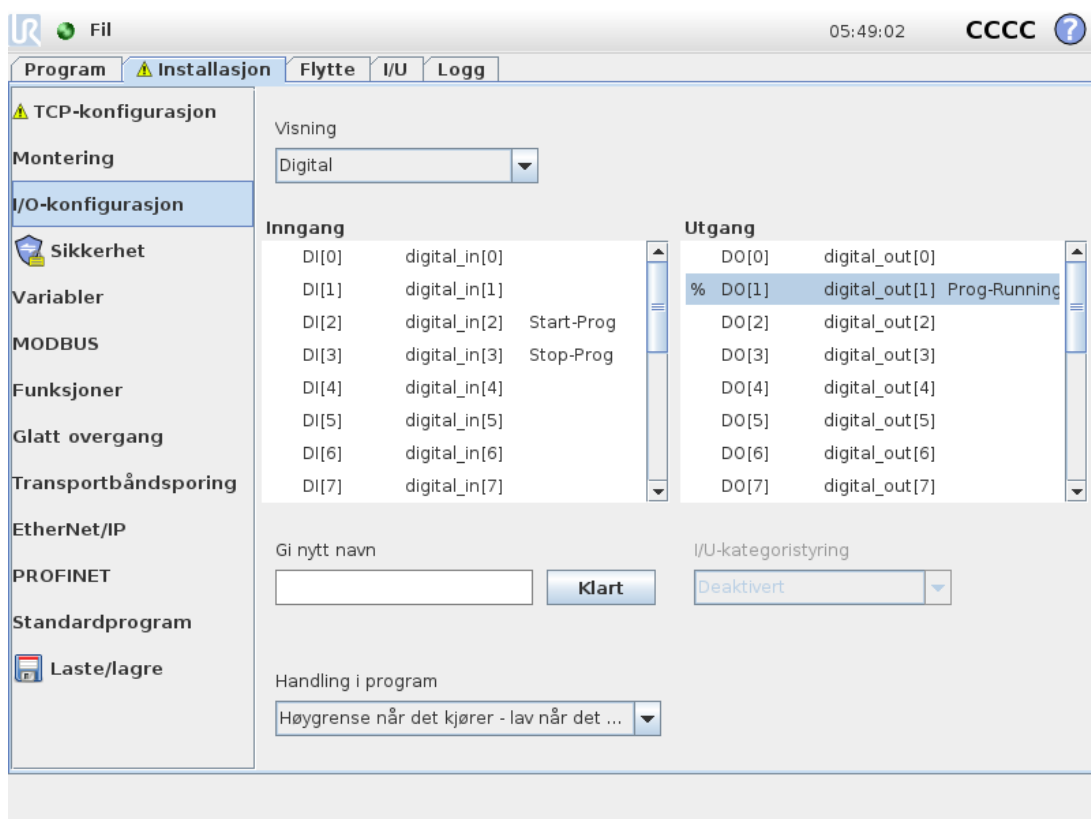 UR Fil 05:49:02 CCCC ?
Program Installasjon Flytte I/U Logg
TCP-konfigurasjon
Montering
I/O-konfigurasjon
Sikkerhet
Variabler
MODBUS
Funksjoner
Glatt overgang
Transportbåndsporing
EtherNet/IP
PROFINET
Standardprogram
Laste/lagre
Visning
Digital
Inngang
DI[0] digital_in[0]
DI[1] digital_in[1]
DI[2] digital_in[2] Start-Prog
DI[3] digital_in[3] Stop-Prog
DI[4] digital_in[4]
DI[5] digital_in[5]
DI[6] digital_in[6]
DI[7] digital_in[7]
Utgang
DO[0] digital_out[0]
% DO[1] digital_out[1] Prog-Running
DO[2] digital_out[2]
DO[3] digital_out[3]
DO[4] digital_out[4]
DO[5] digital_out[5]
DO[6] digital_out[6]
DO[7] digital_out[7]
Gi nytt navn
Klart
I/U-kategoristyring
Deaktivert
Handling i program
Høygrense når det kjører - lav når det ...